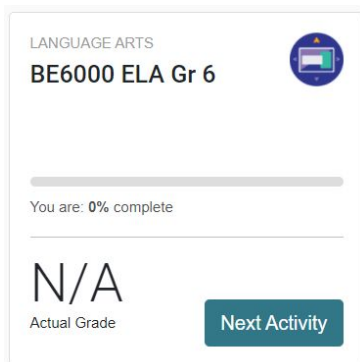 LANGUAGE ARTS
BE6000 ELA Gr 6
You are: 0% complete
N/A
Actual Grade
Next Activity